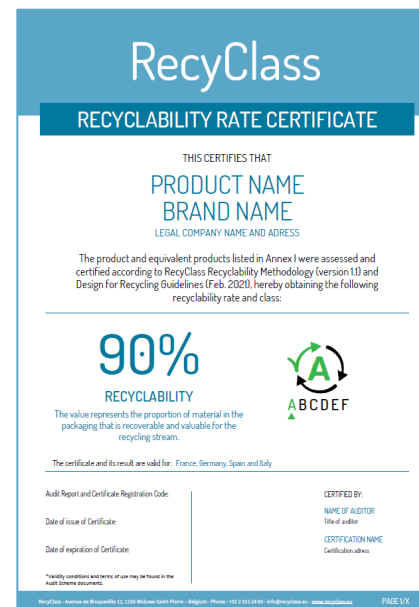 RecyClass
RECYCLABILITY RATE CERTIFICATE
THIS CERTIFIES THAT
PRODUCT NAME
BRAND NAME
LEGAL COMPANY NAME AND ADRESS
The product and equivalent products listed in Annex I were assessed and
certified according to RecyClass Recyclability Methodology (version 1.1) and
Design for Recycling Guidelines (Feb. 2021), hereby obtaining the following
recyclability rate and class:
90%
RECYCLABILITY
The value represents the proportion of material in the
packaging that is recoverable and valuable for the
recycling stream.
A
ABCDEF
The certificate and its result are valid for: France, Germany, Spain and Italy
Audit Report and Certificate Registration Code:
Date of issue of Certificate:
Date of expiration of Certificate:
*Validity conditions and terms of use may be found in the
Audit Scheme documents.
CERTIFIED BY:
NAME OF AUDITOR
Title of auditor
CERTIFICATION NAME
Certification adress
RecyClass - Avenue de Broqueville 12, 1150 Woluwe-Saint-Pierre - Belgium - Phone : +32 2 315 24 60 - info@recyclass.eu - www.recyclass.eu
PAGE 1/X